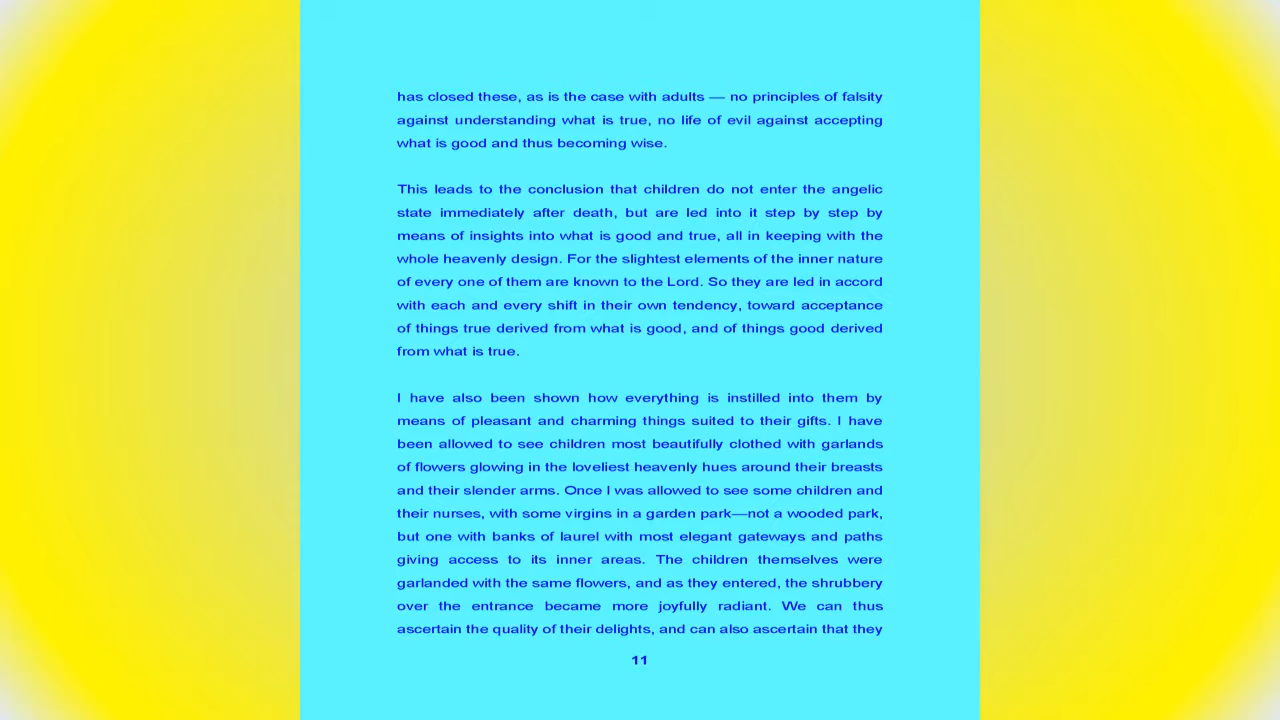 has closed these, as is the case with adults — no principles of falsity
against understanding what is true, no life of evil against accepting
what is good and thus becoming wise.
This leads to the conclusion that children do not enter the angelic
state immediately after death, but are led into it step by step by
means of insights into what is good and true, all in keeping with the
whole heavenly design. For the slightest elements of the inner nature
of every one of them are known to the Lord. So they are led in accord
with each and every shift in their own tendency, toward acceptance
of things true derived from what is good, and of things good derived
from what is true.
I have also been shown how everything is instilled into them by
means of pleasant and charming things suited to their gifts. I have
been allowed to see children most beautifully clothed with garlands
of flowers glowing in the loveliest heavenly hues around their breasts
and their slender arms. Once I was allowed to see some children and
their nurses, with some virgins in a garden park—not a wooded park,
but one with banks of laurel with most elegant gateways and paths
giving access to its inner areas. The children themselves were
garlanded with the same flowers, and as they entered, the shrubbery
over the entrance became more joyfully radiant. We can thus
ascertain the quality of their delights, and can also ascertain that they
11